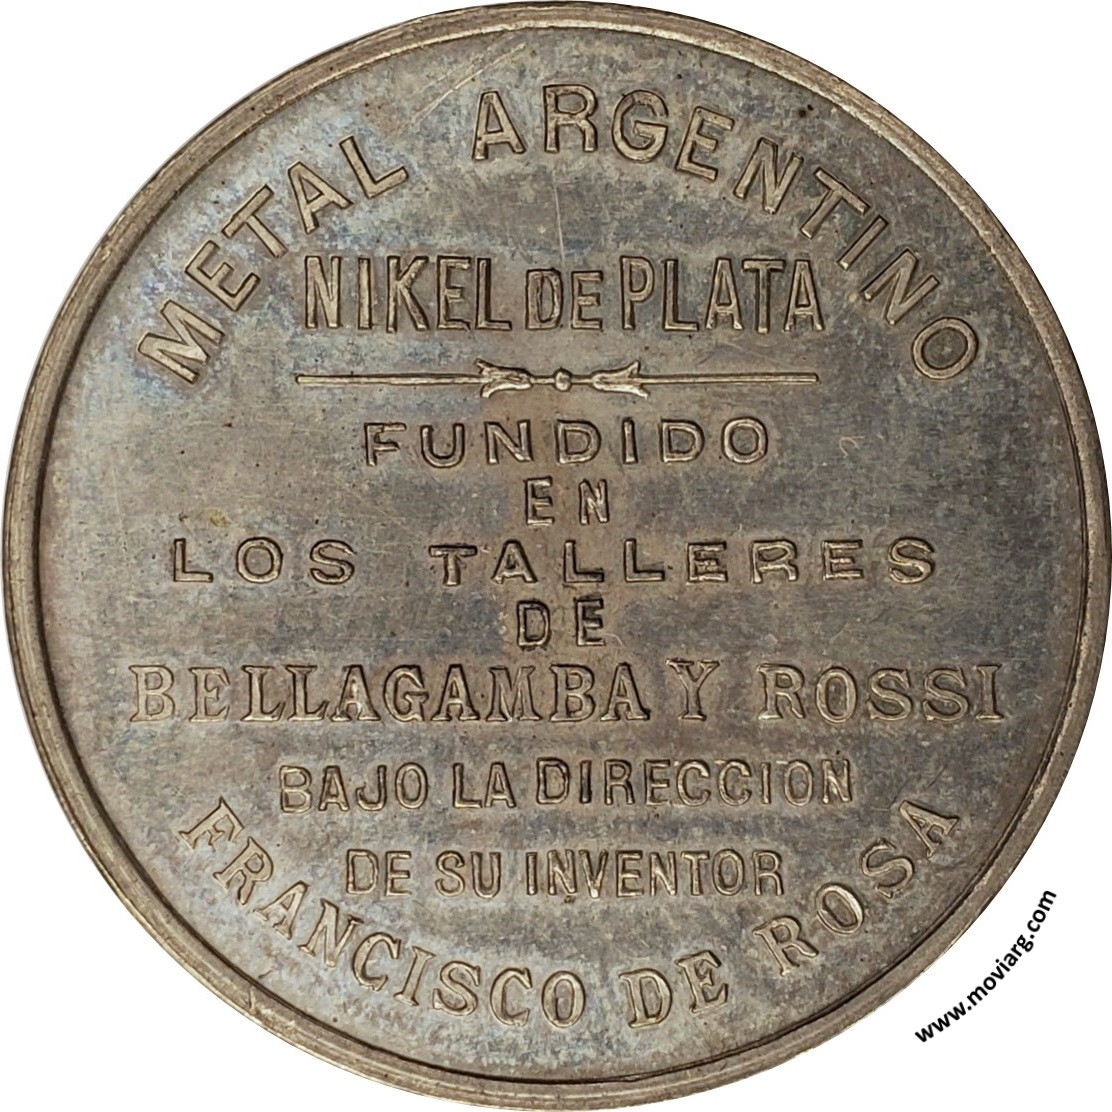 METAL ARGENTINO
NIKEL DE PLATA
FUNDIDO
EN
LOS TALLERES
DE
BELLAGAMBA Y ROSSI
BAJO LA DIRECCION
DE SU INVENTOR
FRANCISCO DE ROSA
www.moviarg.com